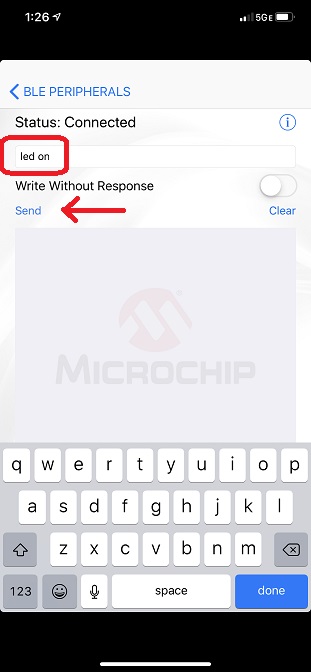 1:26 5GE
BLE PERIPHERALS
Status: Connected
led on
Write Without Response
Send Clear
MICROCHIP
q w e r t y u i o p
a s d f g h j k l
z x c v b n m
123 space done